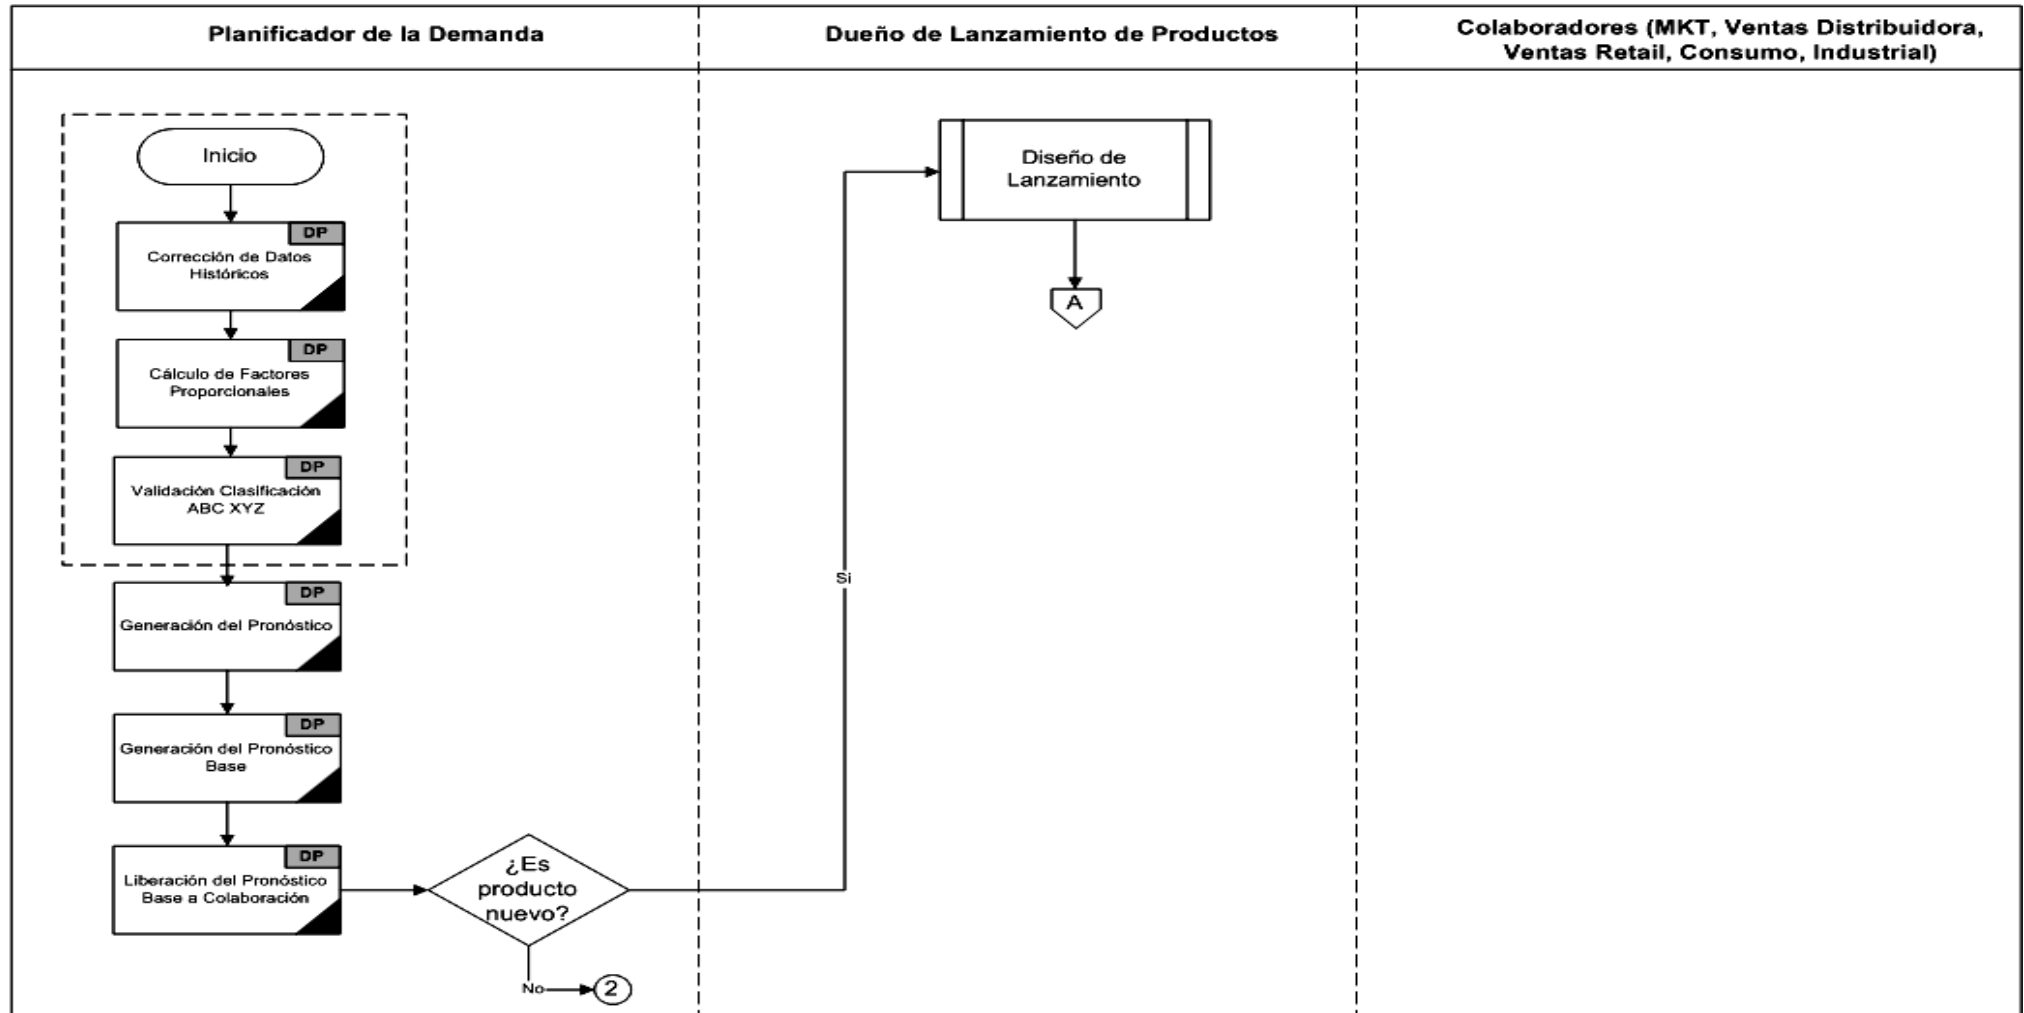 Planificador de la Demanda
Dueño de Lanzamiento de Productos
Colaboradores (MKT, Ventas Distribuidora,
Ventas Retail, Consumo, Industrial)
Inicio
DP
Corrección de Datos
Históricos
DP
Cálculo de Factores
Proporcionales
DP
Validación Clasificación
ABC XYZ
DP
Generación del Pronóstico
DP
Generación del Pronóstico
Base
DP
Liberación del Pronóstico
Base a Colaboración
¿Es
producto
nuevo?
No
2
Si
Diseño de
Lanzamiento
A